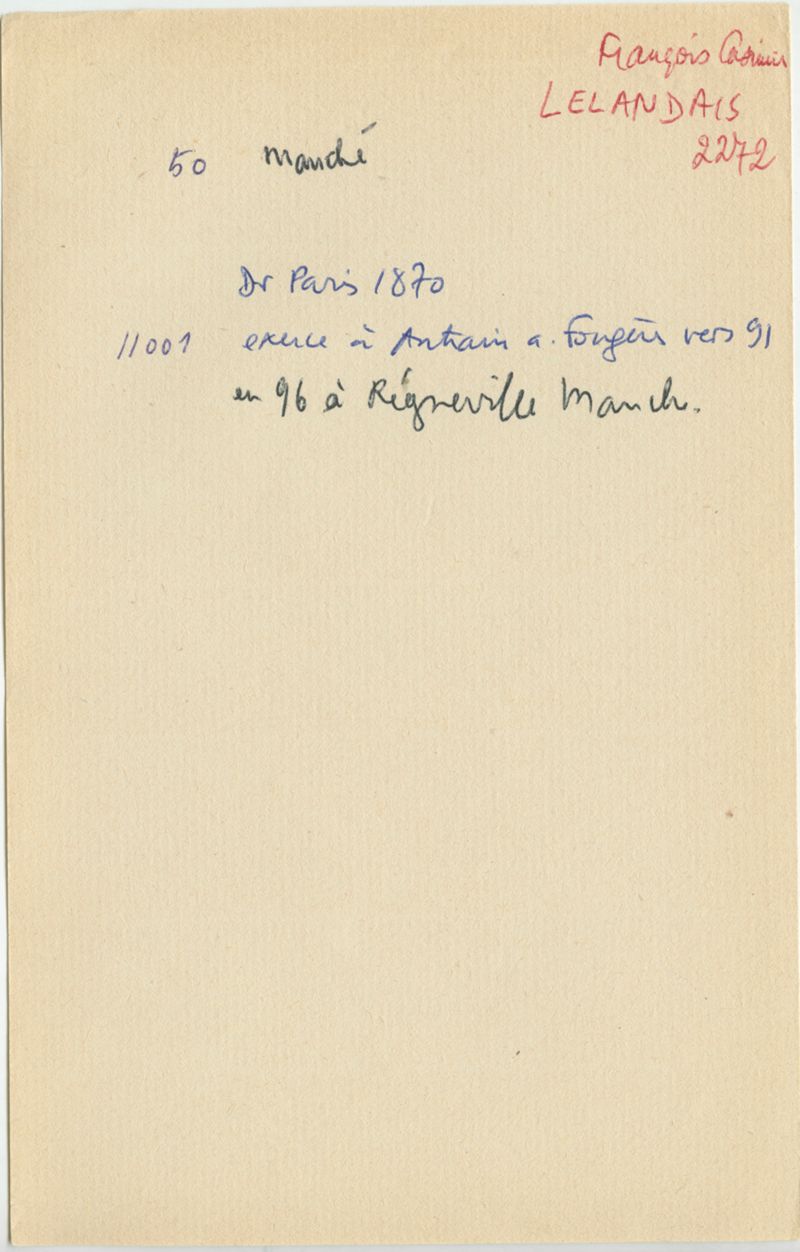 François Casimir
LELANDAIS
2272
50 Manche
Dr Paris 1870
11001 exerce à Antrain a. Fougères vers 91
en 96 à Régneville Manche.